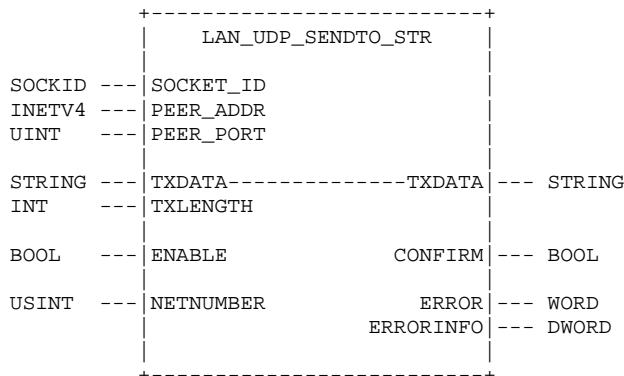 +--------------------------+
LAN_UDP_SENDTO_STR
SOCKID ---|SOCKET_ID
INETV4 ---|PEER_ADDR
UINT ---|PEER_PORT
STRING ---|TXDATA--------------TXDATA|--- STRING
INT ---|TXLENGTH
BOOL ---|ENABLE CONFIRM|--- BOOL
USINT ---|NETNUMBER ERROR|--- WORD
ERRORINFO|--- DWORD
+--------------------------+